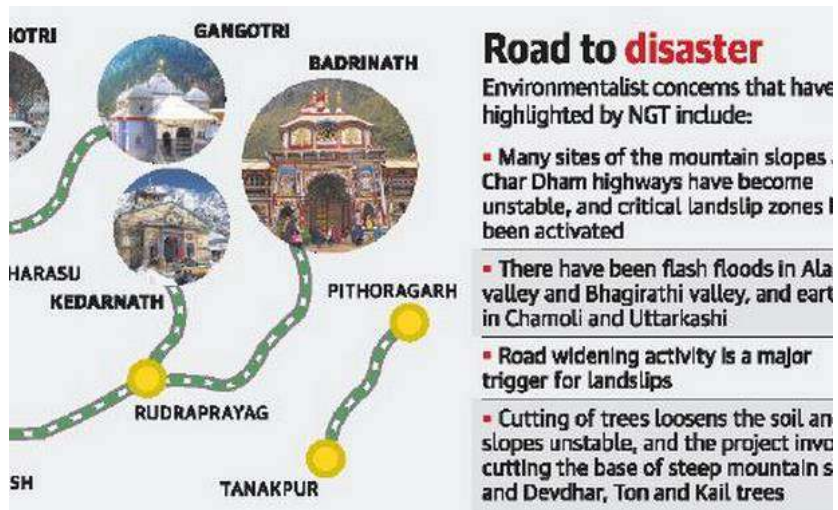 GANGOTRI
BADRINATH
KEDARNATH
PITHORAGARH
RUDRAPRAYAG
TANAKPUR
Road to disaster
Environmentalist concerns that have
highlighted by NGT include:
Many sites of the mountain slopes
Char Dham highways have become
unstable, and critical landslip zones
been activated
There have been flash floods in
valley and Bhagirathi valley, and
in Chamoli and Uttarkashi
Road widening activity is a major
trigger for landslips
Cutting of trees loosens the soil
slopes unstable, and the project
cutting the base of steep mountain
and Devdhar, Ton and Kail trees